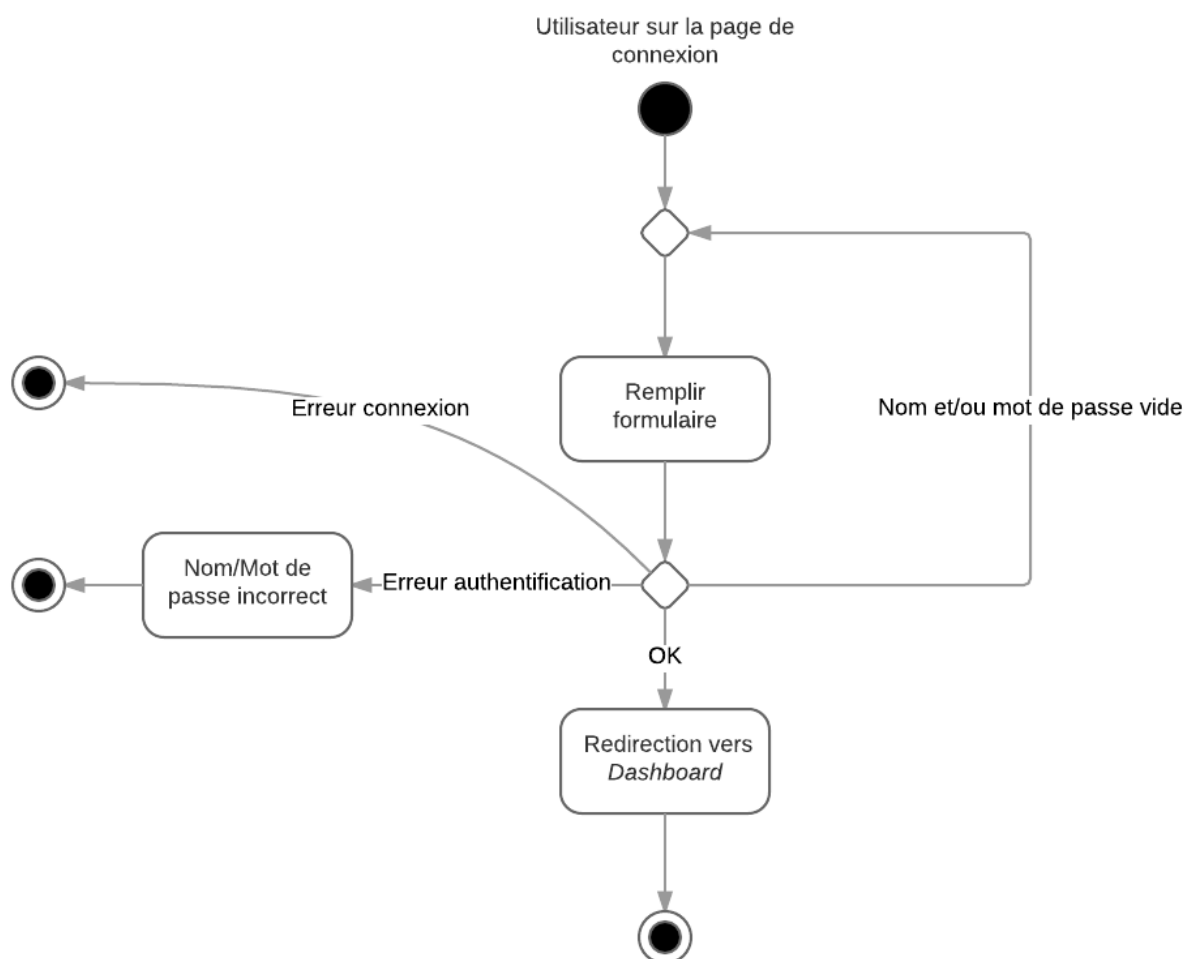 Utilisateur sur la page de
connexion
Remplir
formulaire
Erreur connexion
Nom et/ou mot de passe vide
Nom/Mot de
passe incorrect
Erreur authentification
OK
Redirection vers
Dashboard